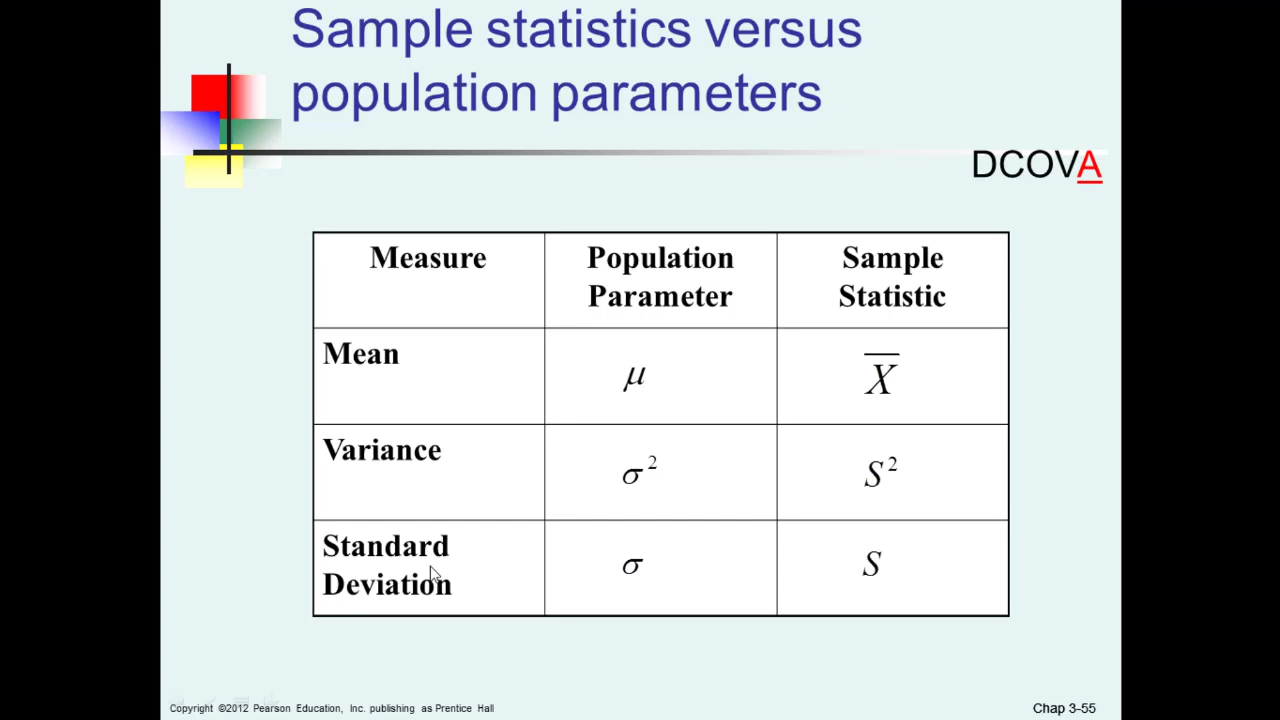 Sample statistics versus
population parameters
DCOVA
Measure
Population
Parameter
Sample
Statistic
Mean
μ
X̅
Variance
σ²
S²
Standard
Deviation
σ
S
Copyright ©2012 Pearson Education, Inc. publishing as Prentice Hall
Chap 3-55